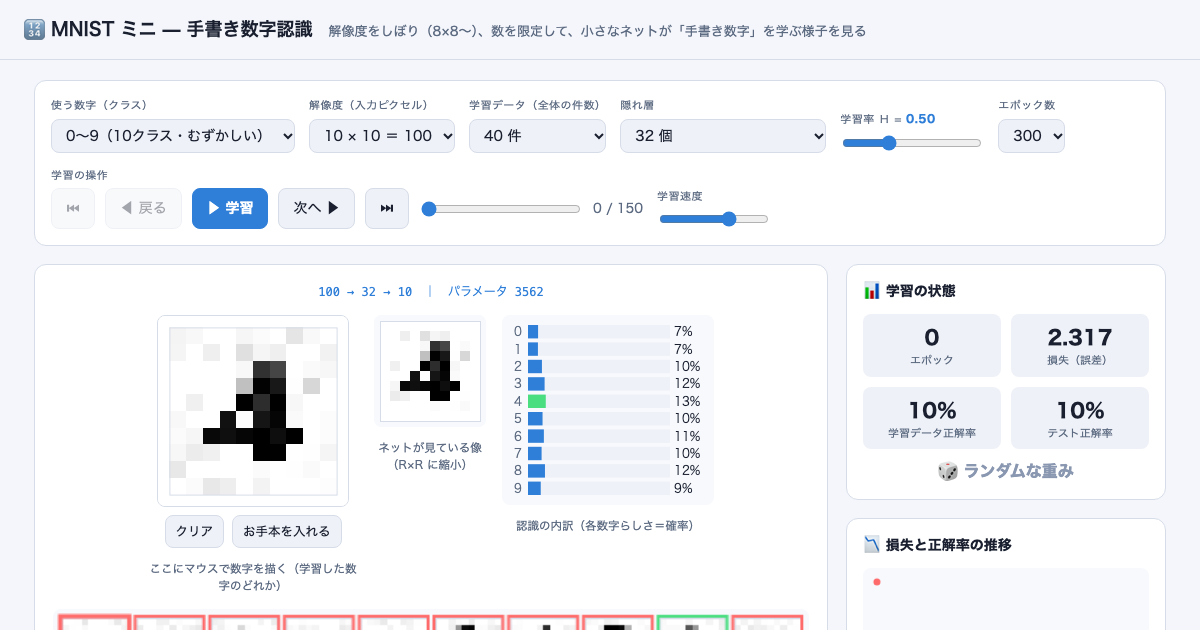 MNIST ミニ — 手書き数字認識 解像度をしぼり（8×8〜）、数を限定して、小さなネットが「手書き数字」を学ぶ様子を見る
使う数字（クラス） 解像度（入力ピクセル） 学習データ（全体の件数） 隠れ層 学習率 H = 0.50 エポック数
0〜9（10クラス・むずかしい） 10 × 10 = 100 40 件 32 個 300
学習の操作
⏮ ◀ 戻る ▶ 学習 次へ ▶ ⏭ 0 / 150 学習速度
100 → 32 → 10 ｜ パラメータ 3562
0 7%
1 7%
2 10%
3 12%
4 13%
5 10%
6 11%
7 10%
8 12%
9 9%
ネットが見ている像
（R×R に縮小）
認識の内訳（各数字らしさ＝確率）
クリア お手本を入れる
ここにマウスで数字を描く（学習した数
字のどれか）
学習の状態
0 2.317
エポック 損失（誤差）
10% 10%
学習データ正解率 テスト正解率
ランダムな重み
損失と正解率の推移